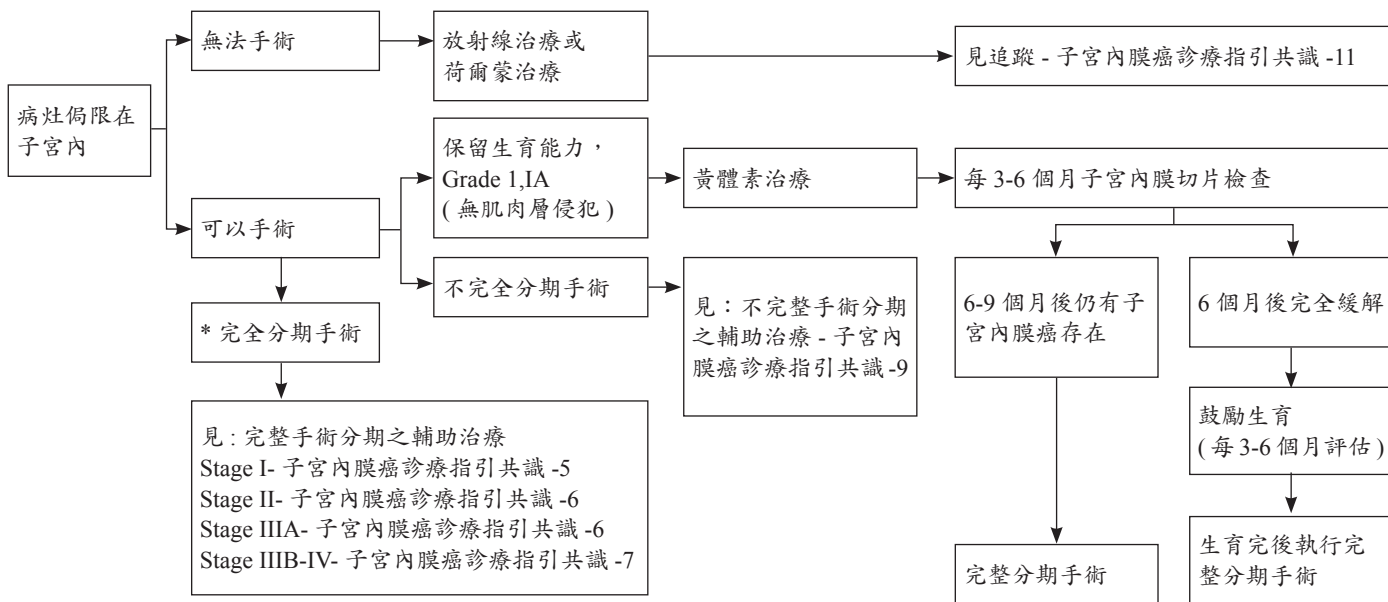 無法手術
放射線治療或
荷爾蒙治療
見追蹤 - 子宮內膜癌診療指引共識 -11
病灶侷限在
子宮內
保留生育能力，
Grade 1,IA
( 無肌肉層侵犯 )
黃體素治療
每 3-6 個月子宮內膜切片檢查
可以手術
不完全分期手術
見：不完整手術分期
之輔助治療 - 子宮內
膜癌診療指引共識 -9
6-9 個月後仍有子
宮內膜癌存在
6 個月後完全緩解
* 完全分期手術
鼓勵生育
( 每 3-6 個月評估 )
見 : 完整手術分期之輔助治療
Stage I- 子宮內膜癌診療指引共識 -5
Stage II- 子宮內膜癌診療指引共識 -6
Stage IIIA- 子宮內膜癌診療指引共識 -6
Stage IIIB-IV- 子宮內膜癌診療指引共識 -7
完整分期手術
生育完後執行完
整分期手術